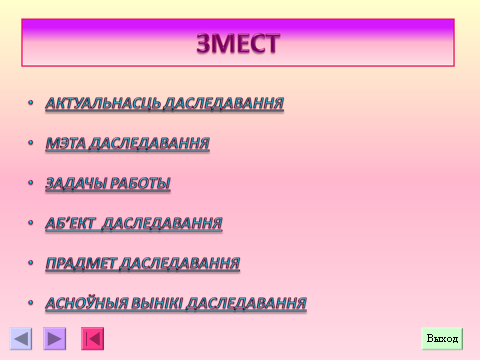 ЗМЕСТ
• АКТУАЛЬНАСЦЬ ДАСЛЕДАВАННЯ
• МЭТА ДАСЛЕДАВАННЯ
• ЗАДАЧЫ РАБОТЫ
• АБ’ЕКТ ДАСЛЕДАВАННЯ
• ПРАДМЕТ ДАСЛЕДАВАННЯ
• АСНОЎНЫЯ ВЫНІКІ ДАСЛЕДАВАННЯ
Выход